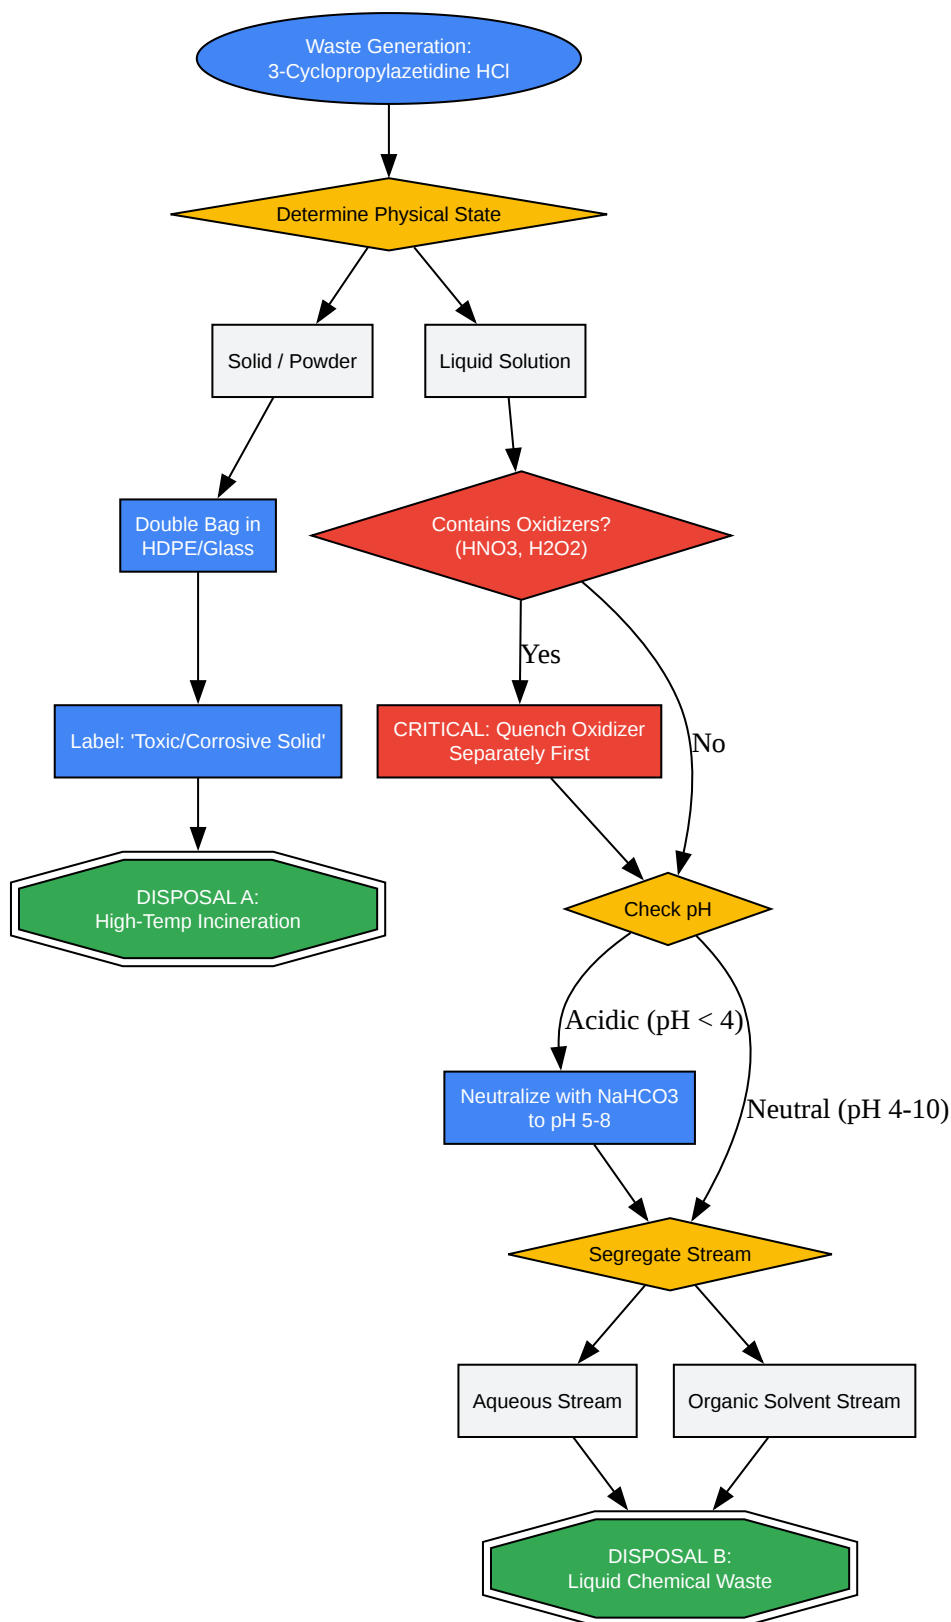 Waste Generation:
3-Cyclopropylazetidine HCl
Determine Physical State
Solid / Powder
Liquid Solution
Double Bag in
HDPE/Glass
Contains Oxidizers?
(HNO3, H2O2)
Yes
No
Label: 'Toxic/Corrosive Solid'
CRITICAL: Quench Oxidizer
Separately First
DISPOSAL A:
High-Temp Incineration
Check pH
Acidic (pH < 4)
Neutral (pH 4-10)
Neutralize with NaHCO3
to pH 5-8
Segregate Stream
Aqueous Stream
Organic Solvent Stream
DISPOSAL B:
Liquid Chemical Waste